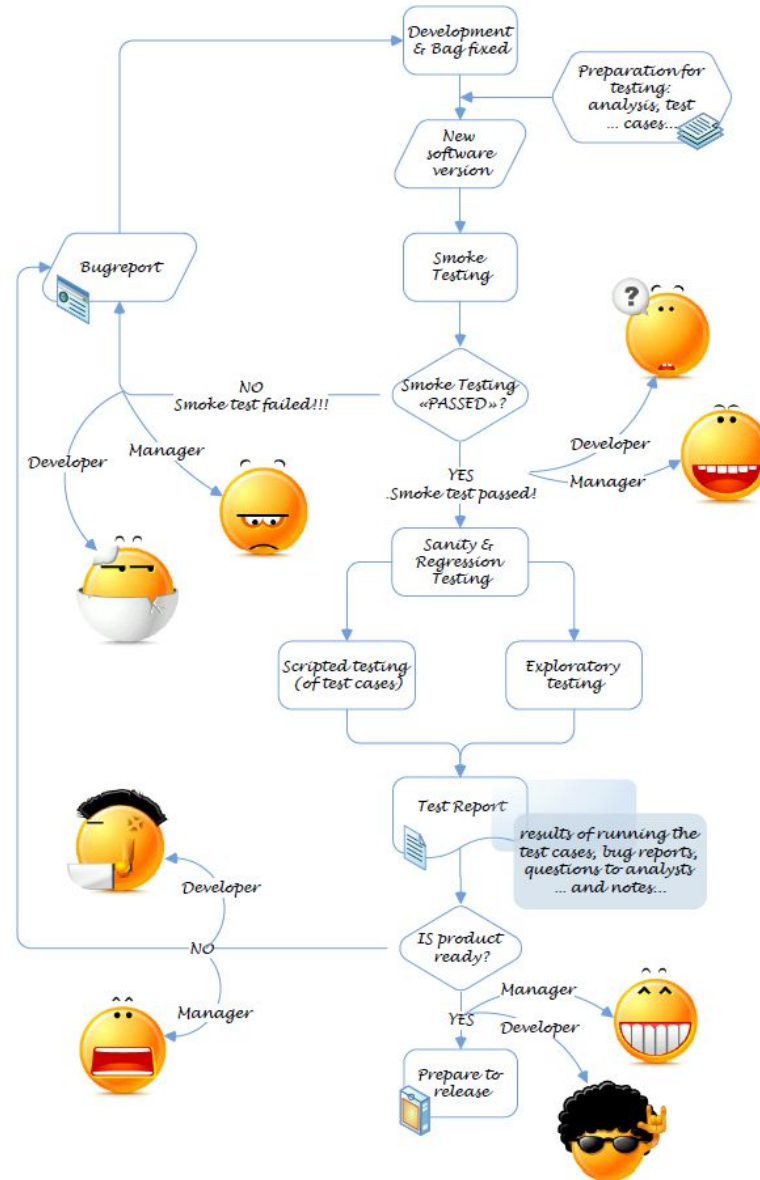 Development
& Bag fixed
Preparation for
testing:
analysis, test
... cases...
New
software
version
Smoke
Testing
Bugreport
?
Smoke Testing
«PASSED»?
NO
Smoke test failed!!!
Developer
Manager
Developer
Manager
YES
.Smoke test passed!
Sanity &
Regression
Testing
Scripted testing
(of test cases)
Exploratory
testing
Test Report
results of running the
test cases, bug reports,
questions to analysts
... and notes...
Developer
NO
Manager
IS product
ready?
YES
Manager
Developer
Prepare to
release